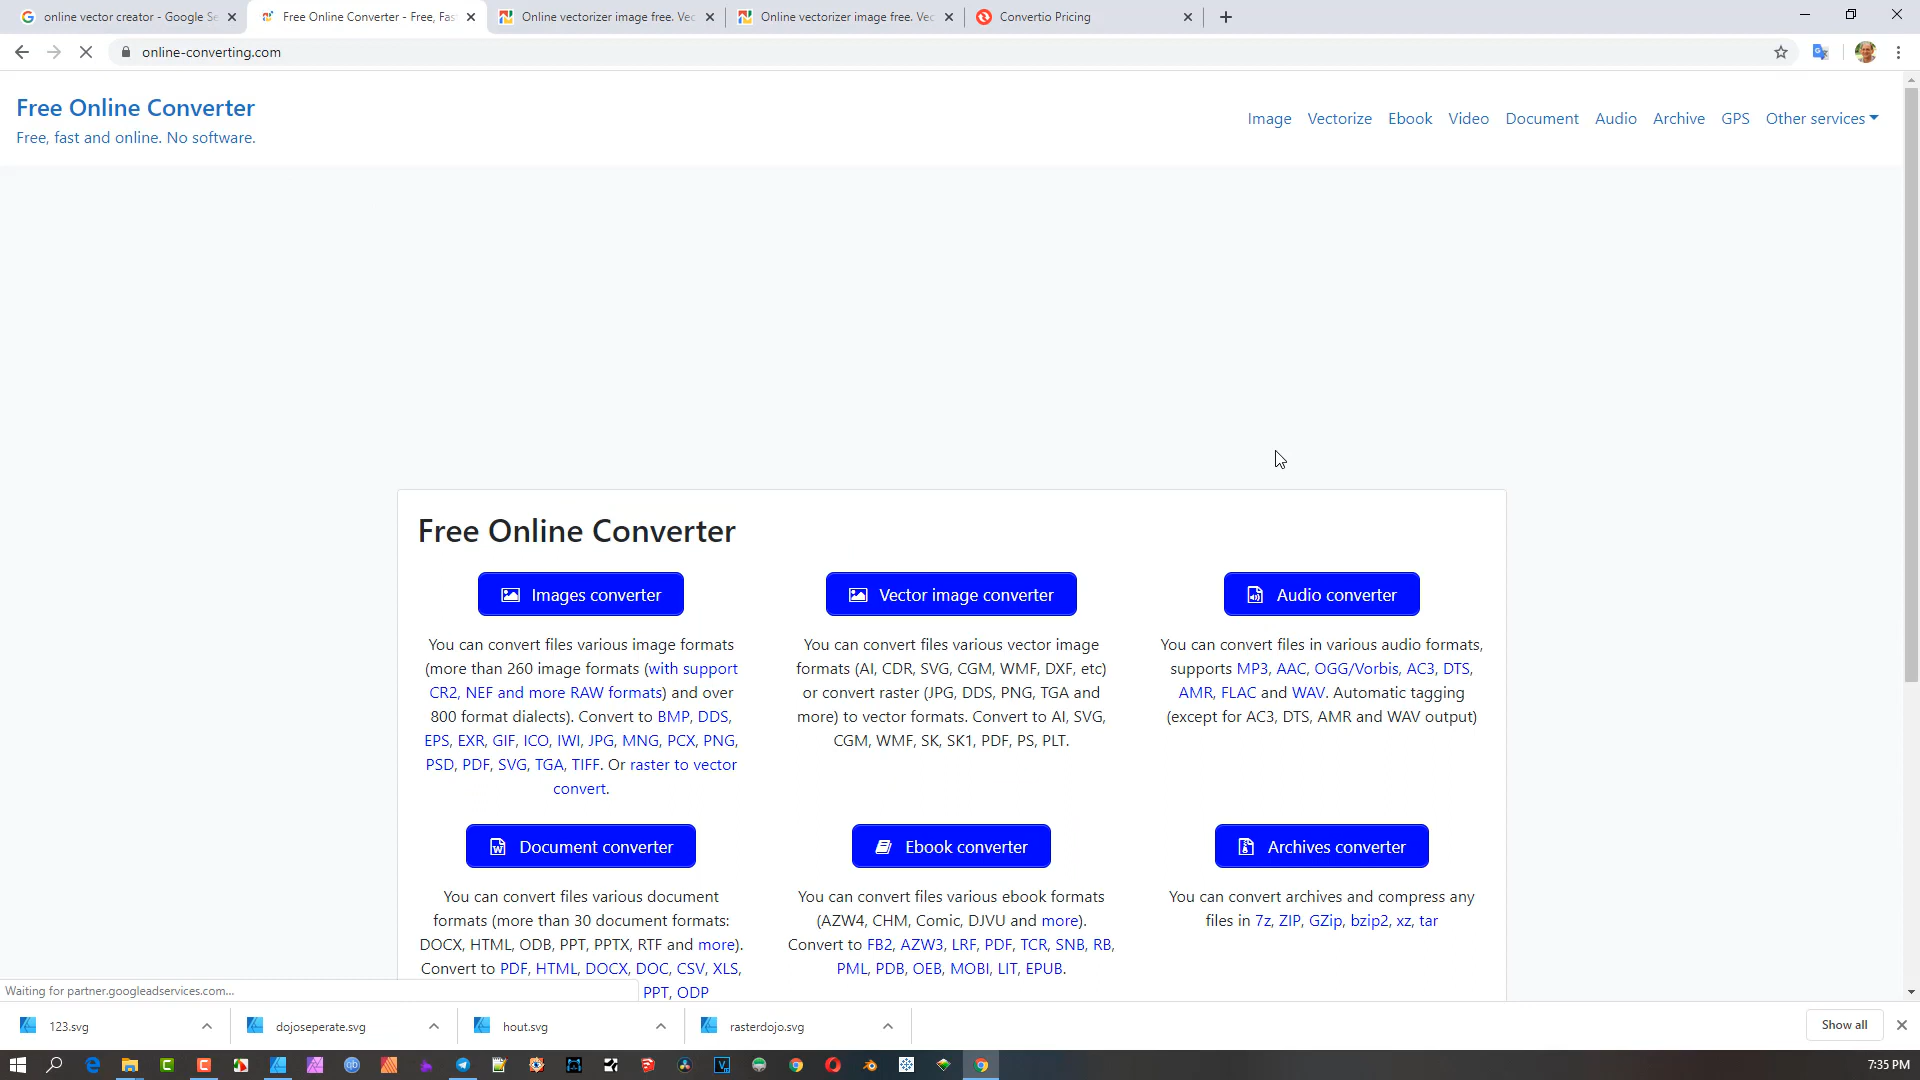 online vector creator - Google Se
Free Online Converter - Free, Fas
Online vectorizer image free. Vec
Online vectorizer image free. Vec
Convertio Pricing
online-converting.com
Free Online Converter
Free, fast and online. No software.
Image Vectorize Ebook Video Document Audio Archive GPS Other services
Free Online Converter
Images converter
You can convert files various image formats
(more than 260 image formats (with support
CR2, NEF and more RAW formats) and over
800 format dialects). Convert to BMP, DDS,
EPS, EXR, GIF, ICO, IWI, JPG, MNG, PCX, PNG,
PSD, PDF, SVG, TGA, TIFF. Or raster to vector
convert.
Vector image converter
You can convert files various vector image
formats (AI, CDR, SVG, CGM, WMF, DXF, etc)
or convert raster (JPG, DDS, PNG, TGA and
more) to vector formats. Convert to AI, SVG,
CGM, WMF, SK, SK1, PDF, PS, PLT.
Audio converter
You can convert files in various audio formats,
supports MP3, AAC, OGG/Vorbis, AC3, DTS,
AMR, FLAC and WAV. Automatic tagging
(except for AC3, DTS, AMR and WAV output)
Document converter
You can convert files various document
formats (more than 30 document formats:
DOCX, HTML, ODB, PPT, PPTX, RTF and more).
Convert to PDF, HTML, DOCX, DOC, CSV, XLS,
PPT, ODP
Ebook converter
You can convert files various ebook formats
(AZW4, CHM, Comic, DJVU and more).
Convert to FB2, AZW3, LRF, PDF, TCR, SNB, RB,
PML, PDB, OEB, MOBI, LIT, EPUB.
Archives converter
You can convert archives and compress any
files in 7z, ZIP, GZip, bzip2, xz, tar
Waiting for partner.googleadservices.com...
123.svg
dojoseperate.svg
hout.svg
rasterdojo.svg
Show all
7:35 PM